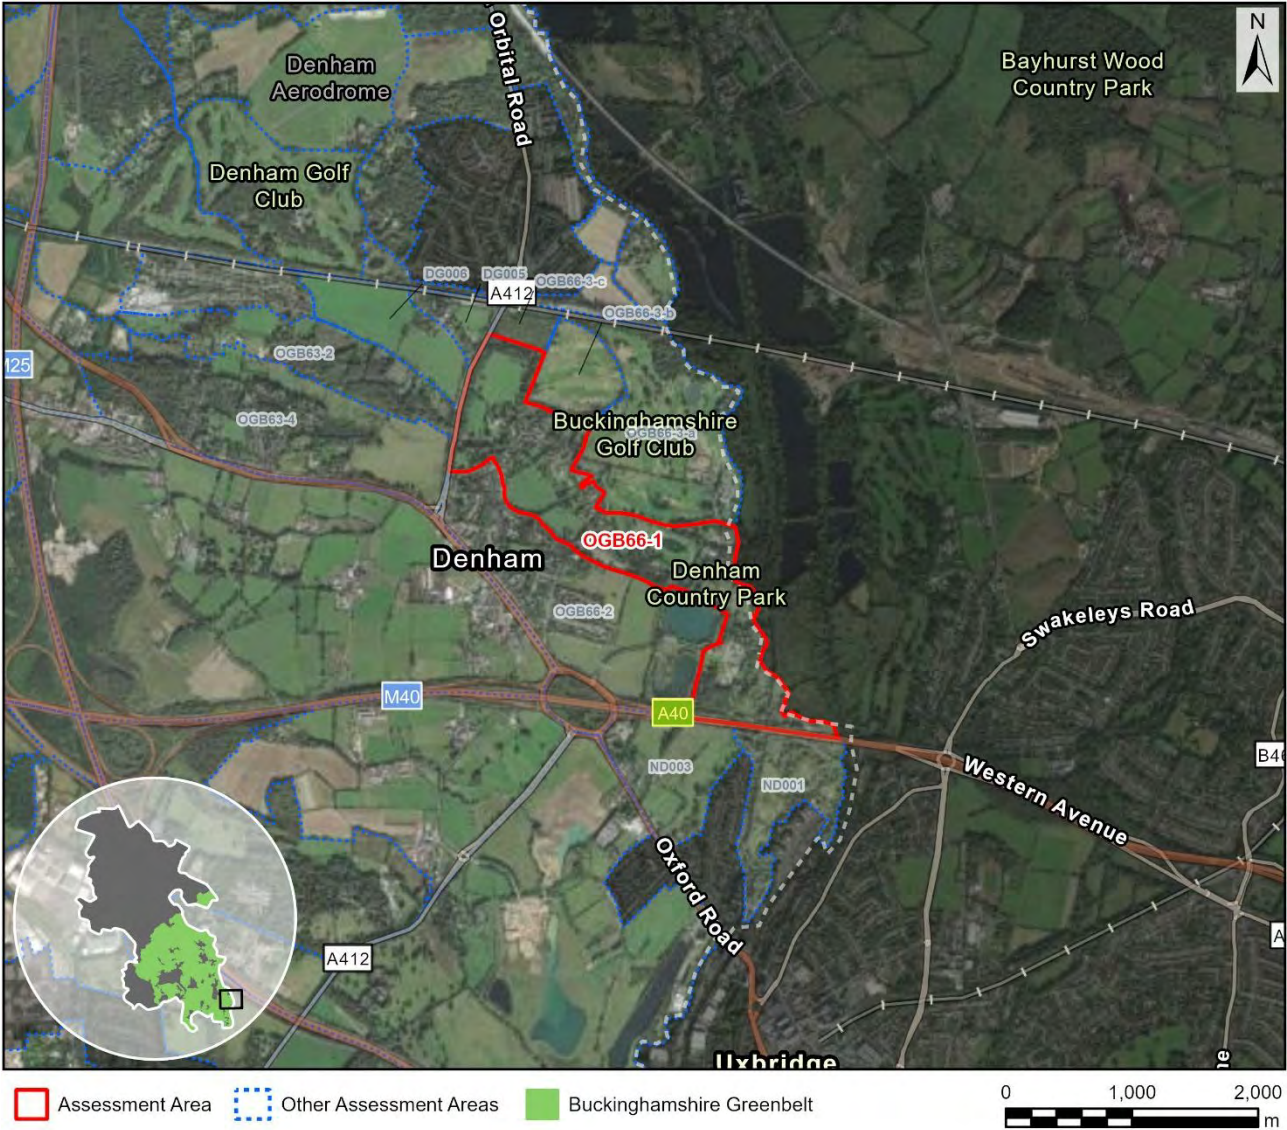 Orbital Road
N
Denham
Aerodrome
Bayhurst Wood
Country Park
Denham Golf
Club
DG006
DG005
OGB66-3-c
A412
OGB66-3-b
OGB63-2
M25
OGB63-4
Buckinghamshire
Golf Club
OGB66-3-a
OGB66-1
Denham
Denham
Country Park
OGB66-2
Swakeleys Road
M40
A40
ND003
ND001
Western Avenue
Oxford Road
A412
Uxbridge
Assessment Area
Other Assessment Areas
Buckinghamshire Greenbelt
0 1,000 2,000
m